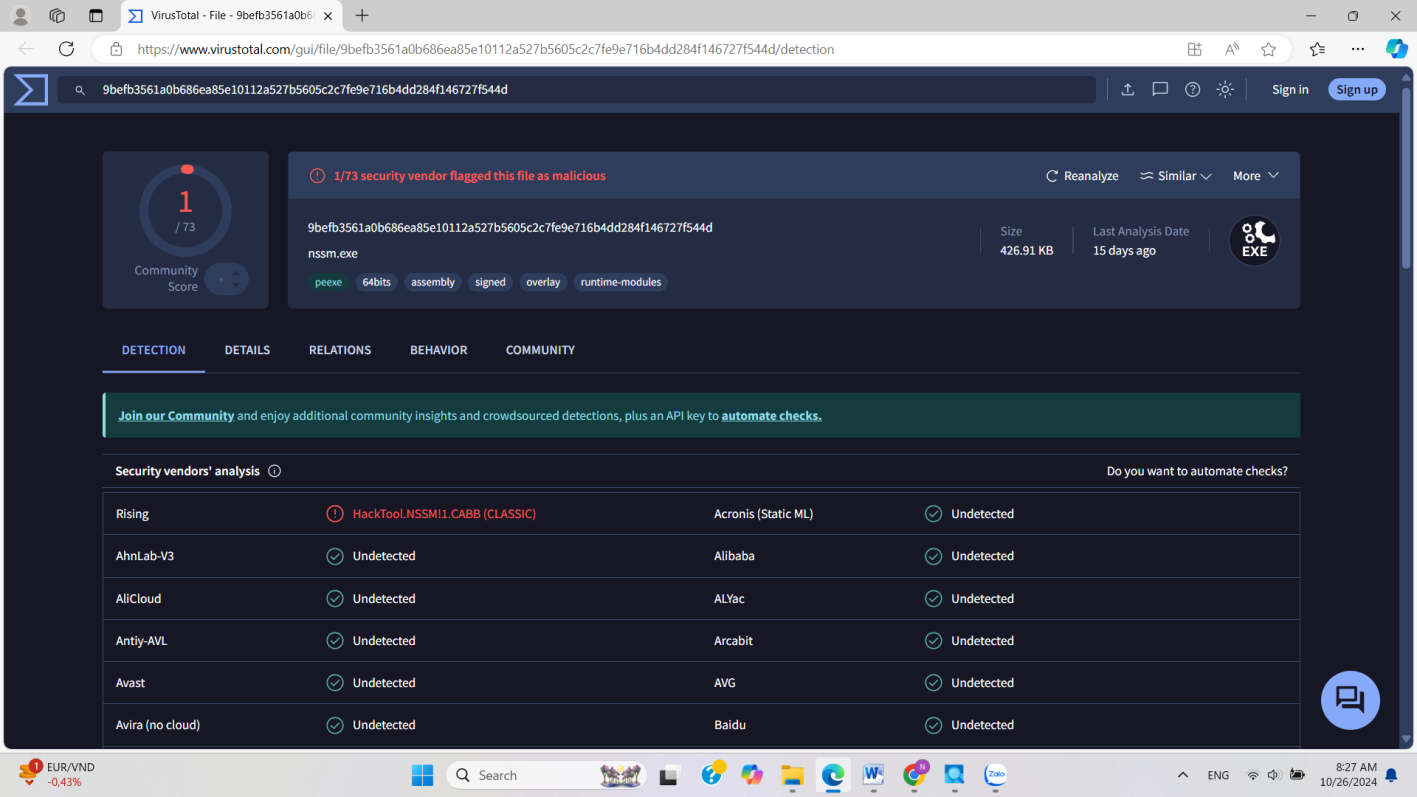 VirusTotal - File - 9befb3561a0b6
https://www.virustotal.com/gui/file/9befb3561a0b686ea85e10112a527b5605c2c7fe9e716b4dd284f146727f544d/detection
9befb3561a0b686ea85e10112a527b5605c2c7fe9e716b4dd284f146727f544d
Sign in
Sign up
1
/ 73
Community
Score
1/73 security vendor flagged this file as malicious
Reanalyze
Similar
More
9befb3561a0b686ea85e10112a527b5605c2c7fe9e716b4dd284f146727f544d
nssm.exe
peexe
64bits
assembly
signed
overlay
runtime-modules
Size
426.91 KB
Last Analysis Date
15 days ago
EXE
DETECTION
DETAILS
RELATIONS
BEHAVIOR
COMMUNITY
Join our Community and enjoy additional community insights and crowdsourced detections, plus an API key to automate checks.
Security vendors' analysis
Do you want to automate checks?
Rising
HackTool.NSSM!1.CABB (CLASSIC)
Acronis (Static ML)
Undetected
AhnLab-V3
Undetected
Alibaba
Undetected
AliCloud
Undetected
ALYac
Undetected
Antiy-AVL
Undetected
Arcabit
Undetected
Avast
Undetected
AVG
Undetected
Avira (no cloud)
Undetected
Baidu
Undetected
1
EUR/VND
-0,43%
Search
N
Zalo
ENG
8:27 AM
10/26/2024